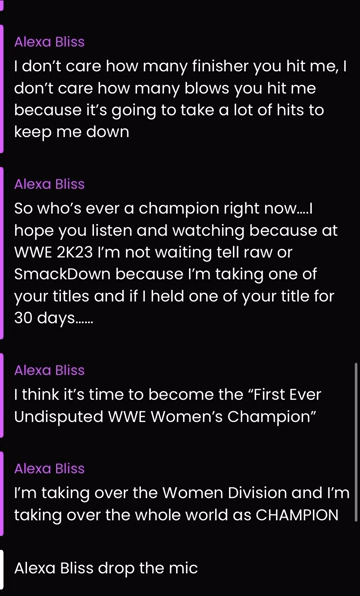 Alexa Bliss
I don’t care how many finisher you hit me, I
don’t care how many blows you hit me
because it’s going to take a lot of hits to
keep me down
Alexa Bliss
So who’s ever a champion right now....I
hope you listen and watching because at
WWE 2K23 I’m not waiting tell raw or
SmackDown because I’m taking one of
your titles and if I held one of your title for
30 days......
Alexa Bliss
I think it’s time to become the “First Ever
Undisputed WWE Women’s Champion”
Alexa Bliss
I’m taking over the Women Division and I’m
taking over the whole world as CHAMPION
Alexa Bliss drop the mic